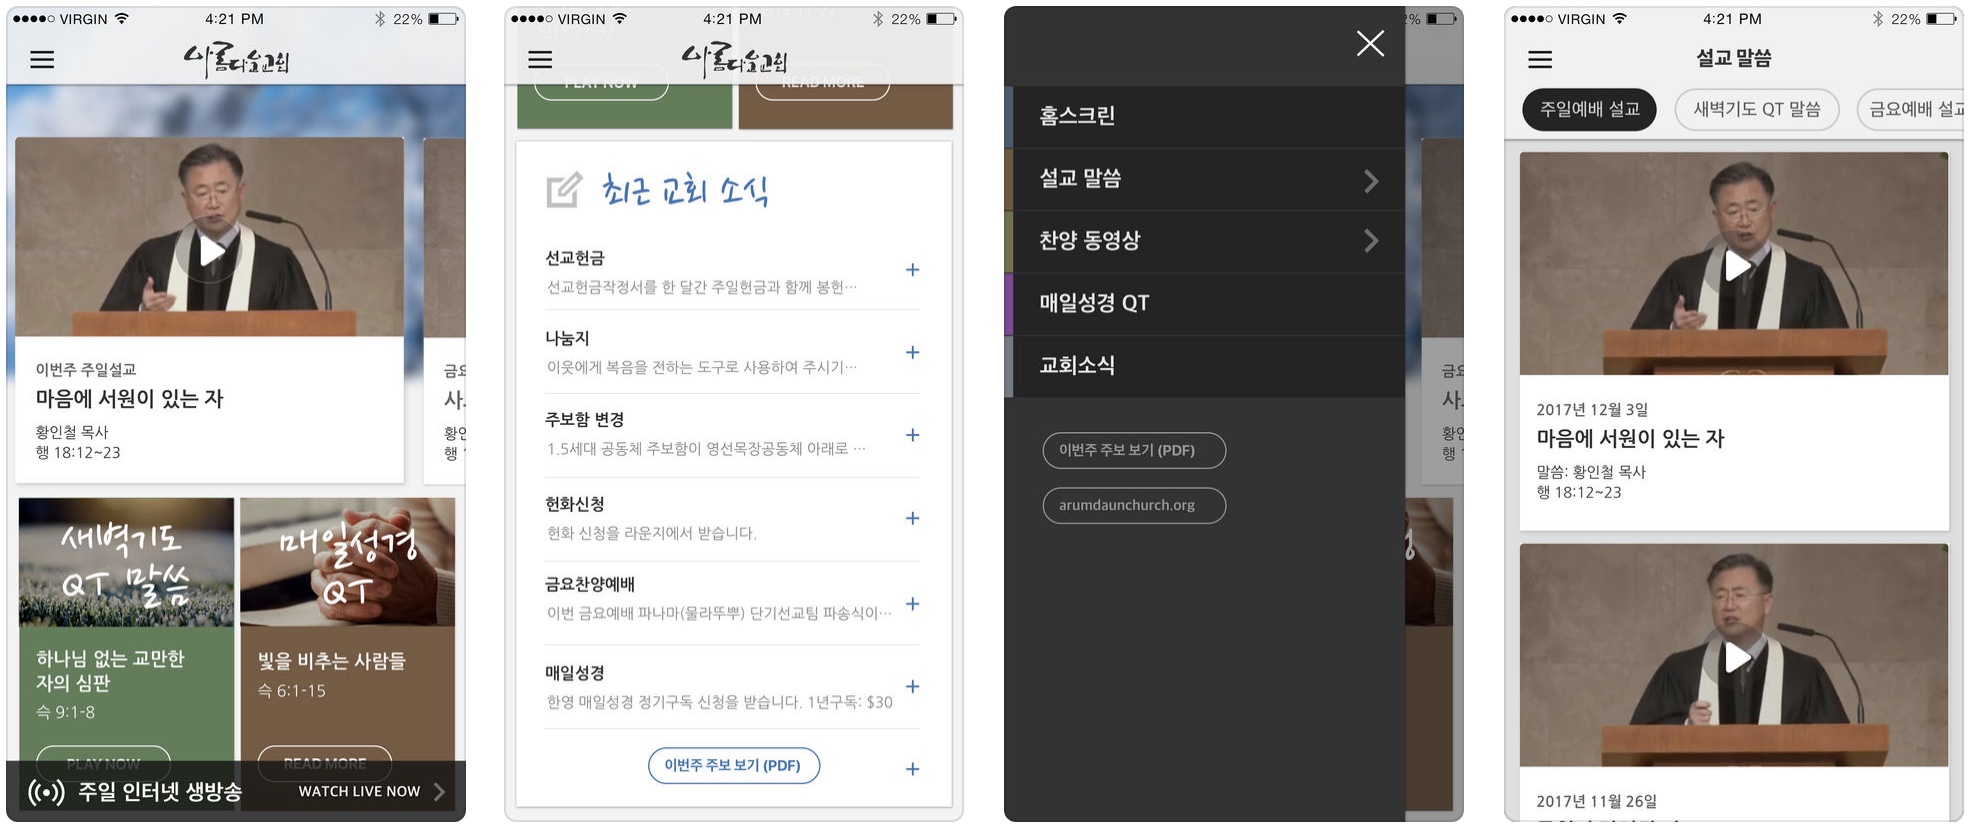 VIRGIN
4:21 PM
22%
아름다운교회
이번주 주일설교
마음에 서원이 있는 자
황인철 목사
행 18:12~23
금요
사
황인
행
새벽기도
QT 말씀
하나님 없는 교만한
자의 심판
슥 9:1-8
PLAY NOW
매일성경
QT
빛을 비추는 사람들
슥 6:1-15
READ MORE
주일 인터넷 생방송
WATCH LIVE NOW
VIRGIN
4:21 PM
22%
아름다운교회
PLAY NOW
READ MORE
최근 교회 소식
선교헌금
선교헌금작정서를 한 달간 주일헌금과 함께 봉헌…
나눔지
이웃에게 복음을 전하는 도구로 사용하여 주시기…
주보함 변경
1.5세대 공동체 주보함이 영선목장공동체 아래로 …
헌화신청
헌화 신청을 라운지에서 받습니다.
금요찬양예배
이번 금요예배 파나마(물라뚜뿌) 단기선교팀 파송식이…
매일성경
한영 매일성경 정기구독 신청을 받습니다. 1년구독: $30
이번주 주보 보기 (PDF)
홈스크린
설교 말씀
찬양 동영상
매일성경 QT
교회소식
이번주 주보 보기 (PDF)
arumdaunchurch.org
VIRGIN
4:21 PM
22%
설교 말씀
주일예배 설교
새벽기도 QT 말씀
금요예배 설교
2017년 12월 3일
마음에 서원이 있는 자
말씀: 황인철 목사
행 18:12~23
2017년 11월 26일